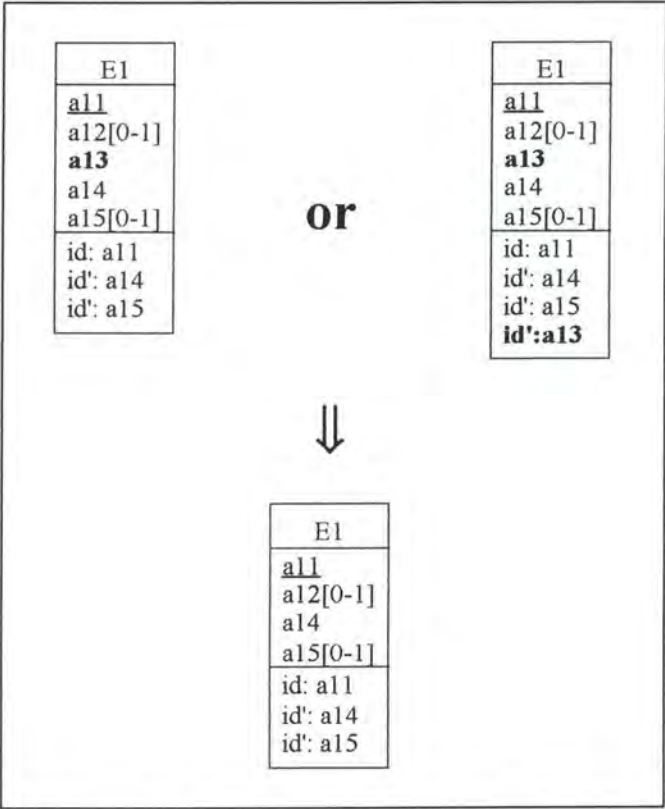 E1
a11
a12[0-1]
a13
a14
a15[0-1]
id: a11
id': a14
id': a15
or
E1
a11
a12[0-1]
a13
a14
a15[0-1]
id: a11
id': a14
id': a15
id':a13
⇓
E1
a11
a12[0-1]
a14
a15[0-1]
id: a11
id': a14
id': a15